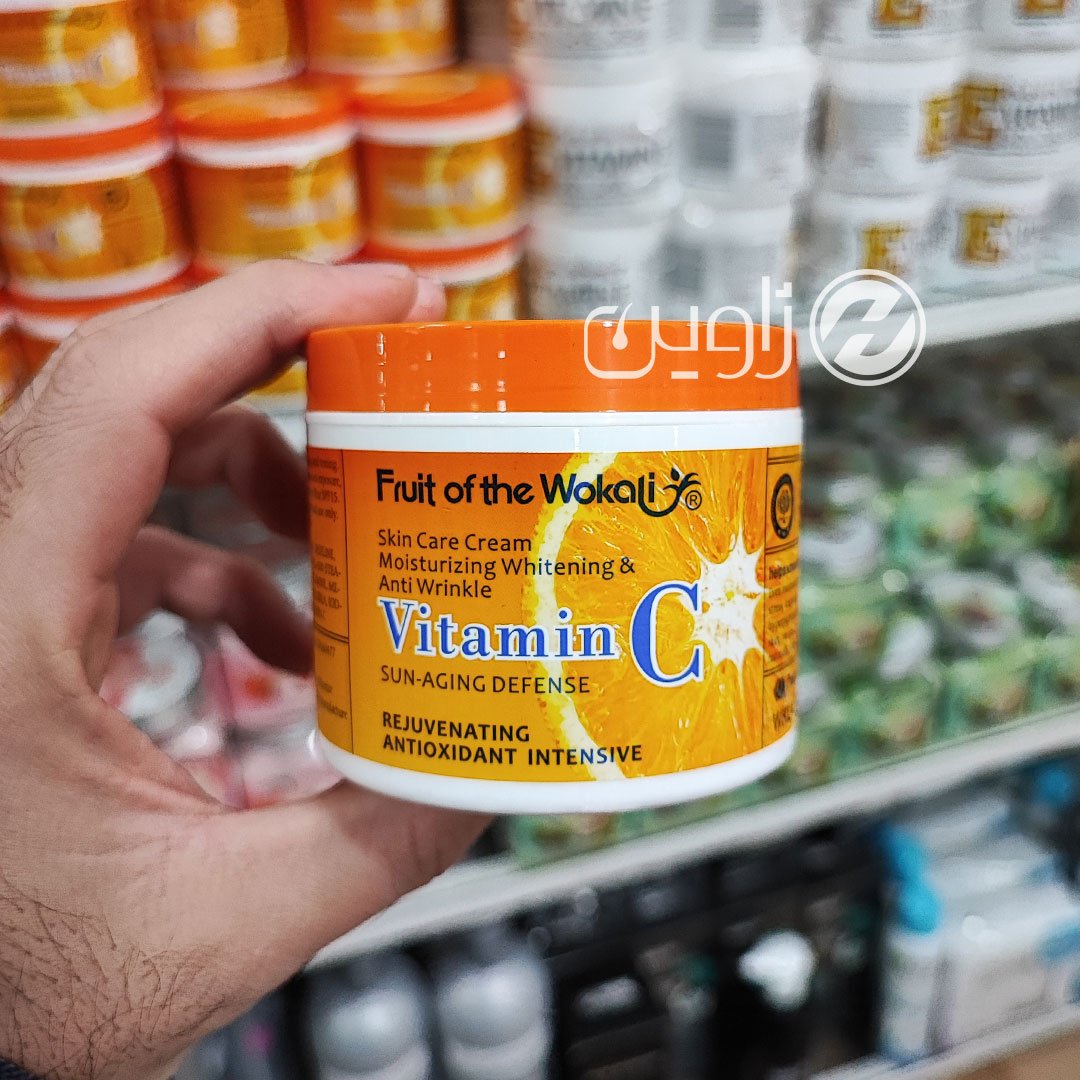 زاوین
Fruit of the Wokali ®
Skin Care Cream
Moisturizing Whitening &
Anti Wrinkle
Vitamin C
SUN-AGING DEFENSE
REJUVENATING
ANTIOXIDANT INTENSIVE